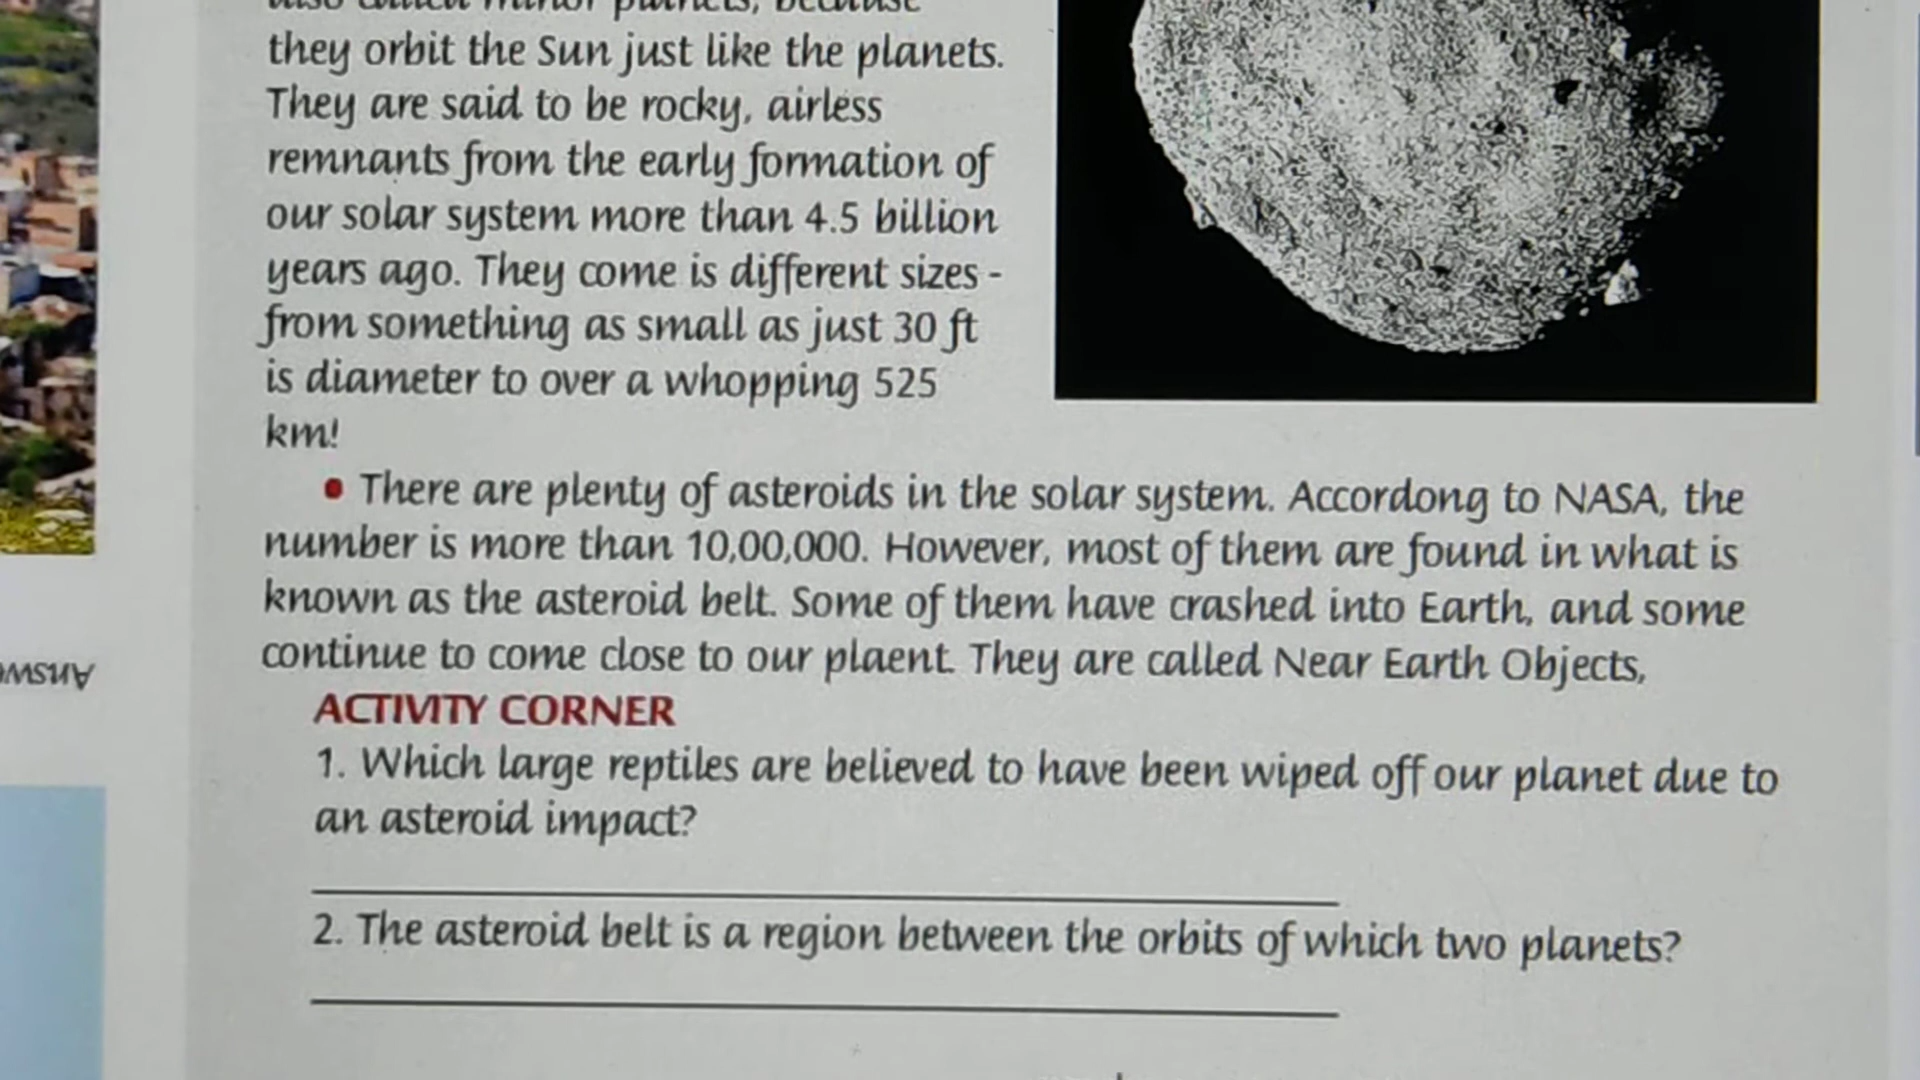 also called minor planets, because
they orbit the Sun just like the planets.
They are said to be rocky, airless
remnants from the early formation of
our solar system more than 4.5 billion
years ago. They come is different sizes -
from something as small as just 30 ft
is diameter to over a whopping 525
km!
• There are plenty of asteroids in the solar system. Accordong to NASA, the
number is more than 10,00,000. However, most of them are found in what is
known as the asteroid belt. Some of them have crashed into Earth, and some
continue to come close to our plaent. They are called Near Earth Objects,
ACTIVITY CORNER
1. Which large reptiles are believed to have been wiped off our planet due to
an asteroid impact?
2. The asteroid belt is a region between the orbits of which two planets?